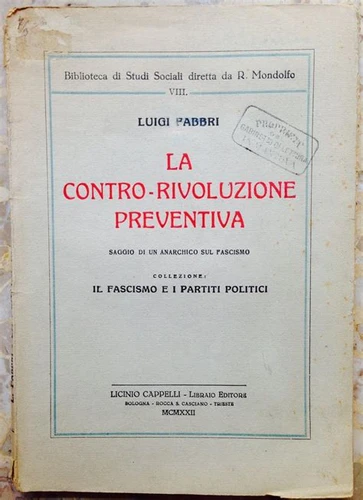 Biblioteca di Studi Sociali diretta da R. Mondolfo
VIII.
LUIGI FABBRI
LA
CONTRO-RIVOLUZIONE
PREVENTIVA
SAGGIO DI UN ANARCHICO SUL FASCISMO
COLLEZIONE:
IL FASCISMO E I PARTITI POLITICI
LICINIO CAPPELLI - LIBRAIO EDITORE
BOLOGNA - ROCCA S. CASCIANO - TRIESTE
MCMXXII